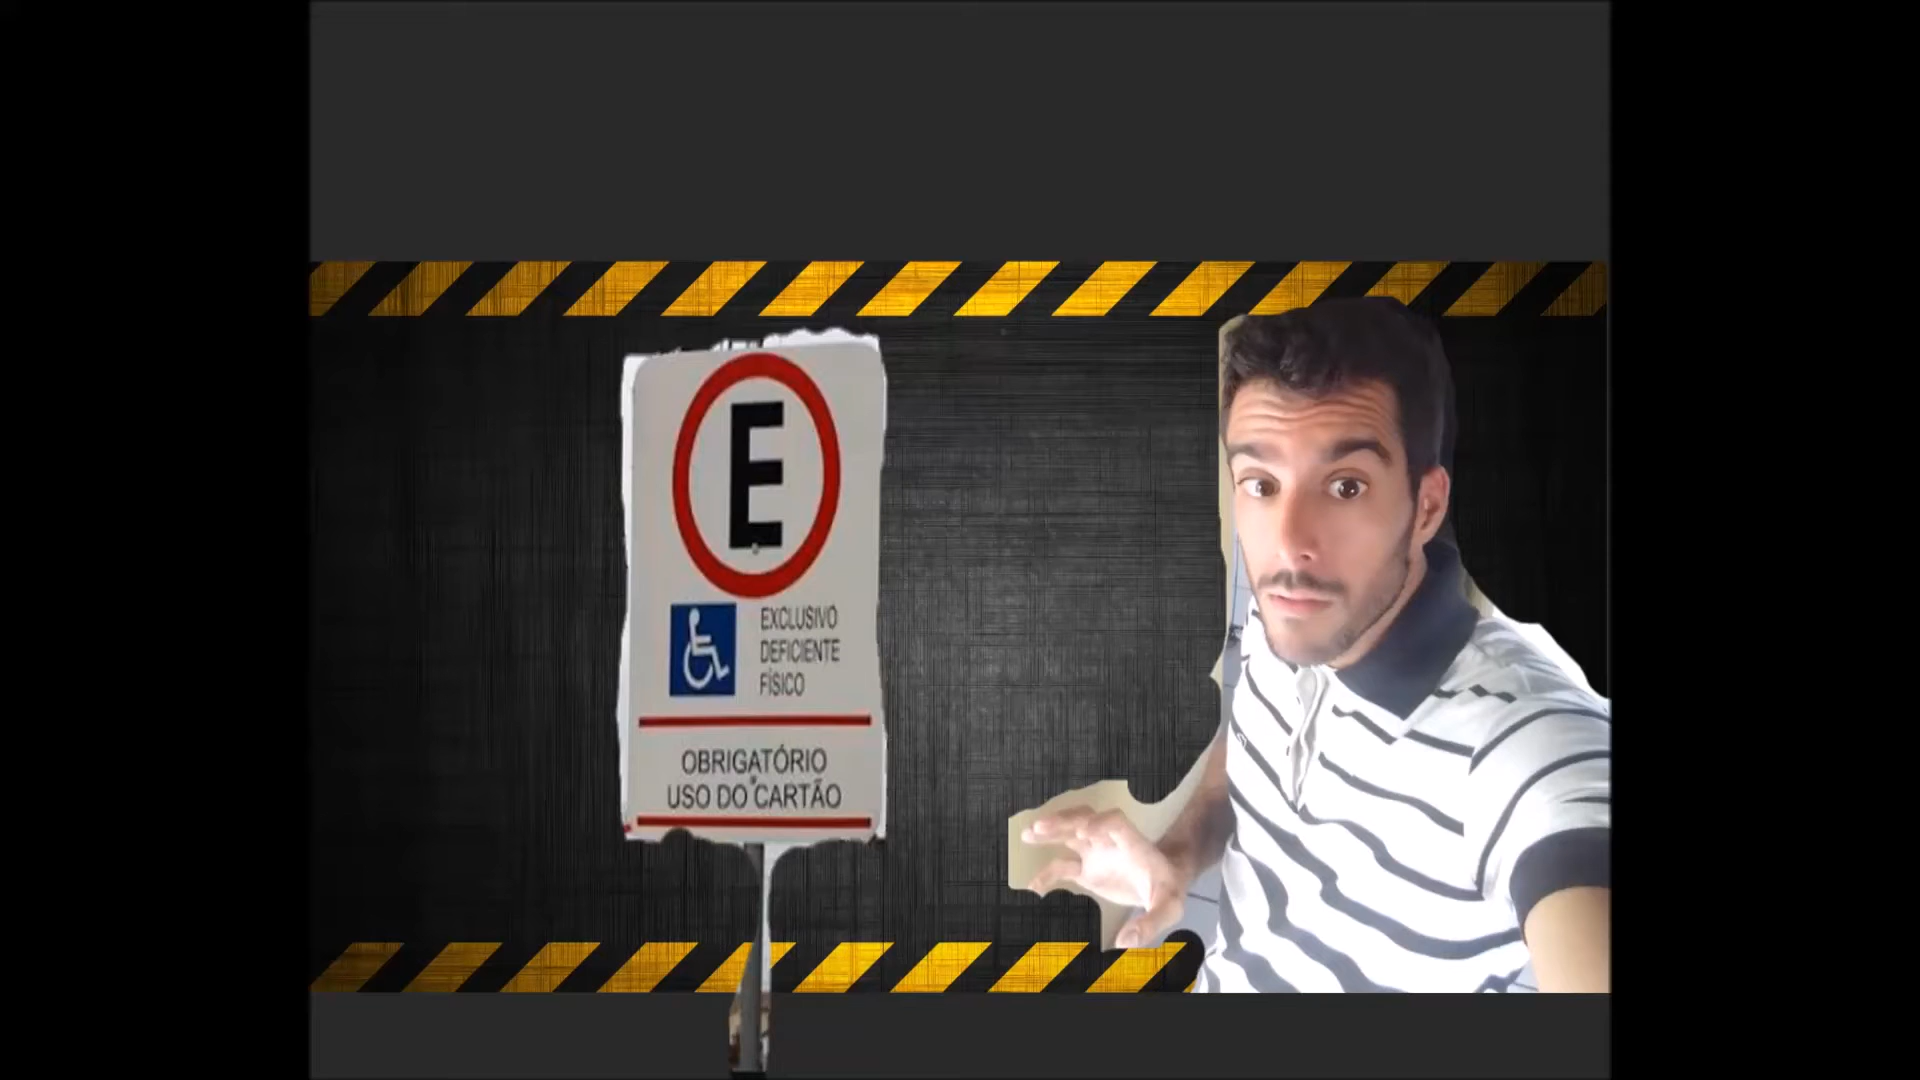 E
EXCLUSIVO
DEFICIENTE
FÍSICO
OBRIGATÓRIO
USO DO CARTÃO